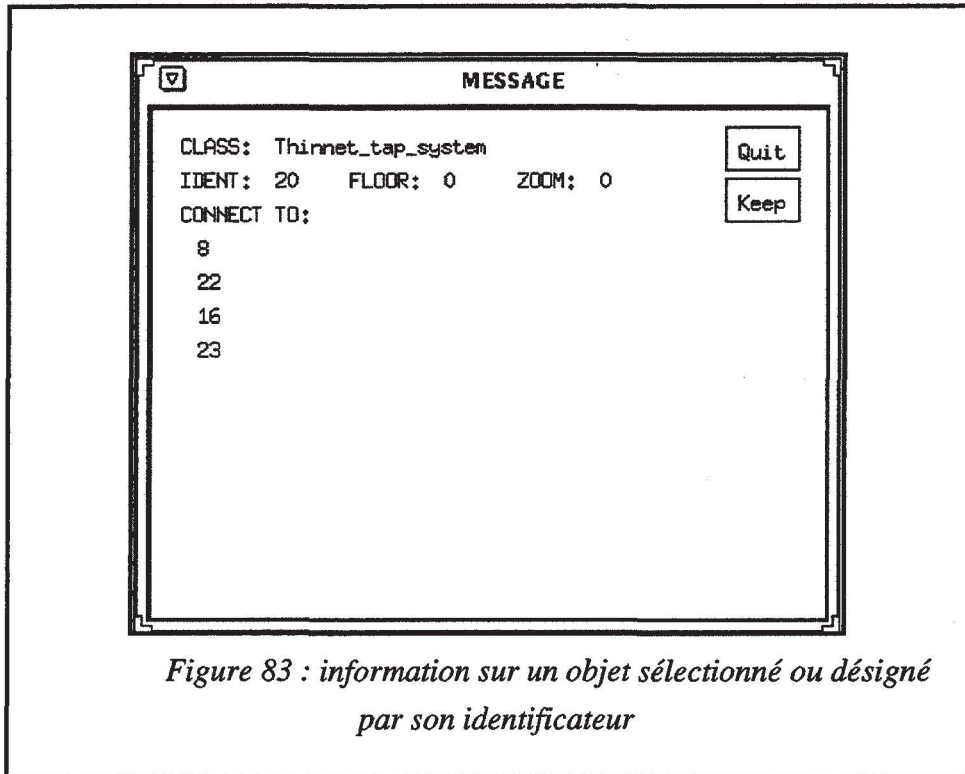 MESSAGE
CLASS: Thinnet_tap_system
Quit
IDENT: 20 FLOOR: 0 ZOOM: 0
Keep
CONNECT TO:
8
22
16
23
Figure 83 : information sur un objet sélectionné ou désigné
par son identificateur